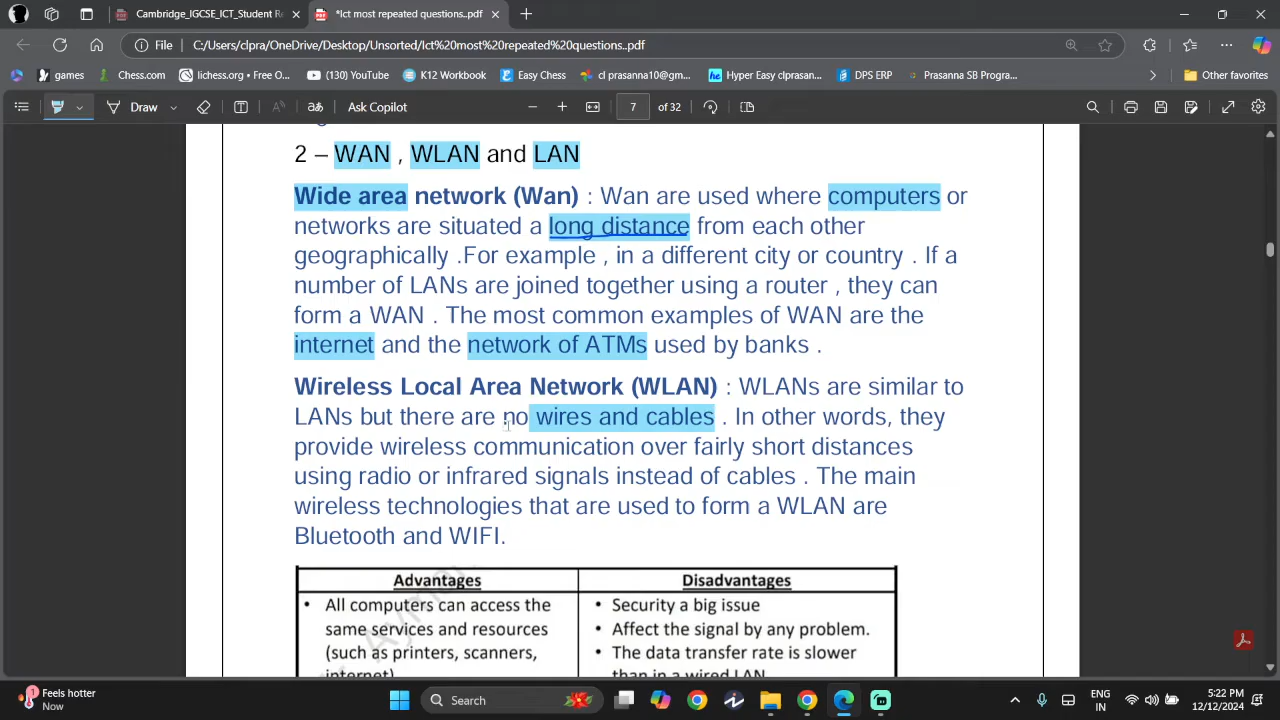 Cambridge_IGCSE_ICT_Student Re
*Ict most repeated questions..pdf
File
C:/Users/clpra/OneDrive/Desktop/Unsorted/Ict%20most%20repeated%20questions..pdf
games
Chess.com
lichess.org • Free O...
(130) YouTube
K12 Workbook
Easy Chess
cl prasanna10@gm...
Hyper Easy clprasan...
DPS ERP
Prasanna SB Progra...
Other favorites
Draw
Ask Copilot
7 of 32
2 – WAN , WLAN and LAN
Wide area network (Wan) : Wan are used where computers or
networks are situated a long distance from each other
geographically .For example , in a different city or country . If a
number of LANs are joined together using a router , they can
form a WAN . The most common examples of WAN are the
internet and the network of ATMs used by banks .
Wireless Local Area Network (WLAN) : WLANs are similar to
LANs but there are no wires and cables . In other words, they
provide wireless communication over fairly short distances
using radio or infrared signals instead of cables . The main
wireless technologies that are used to form a WLAN are
Bluetooth and WIFI.
Advantages
• All computers can access the
same services and resources
(such as printers, scanners,
internet)
Disadvantages
• Security a big issue
• Affect the signal by any problem.
• The data transfer rate is slower
than in a wired LAN
1
Feels hotter
Now
Search
ENG
IN
5:22 PM
12/12/2024